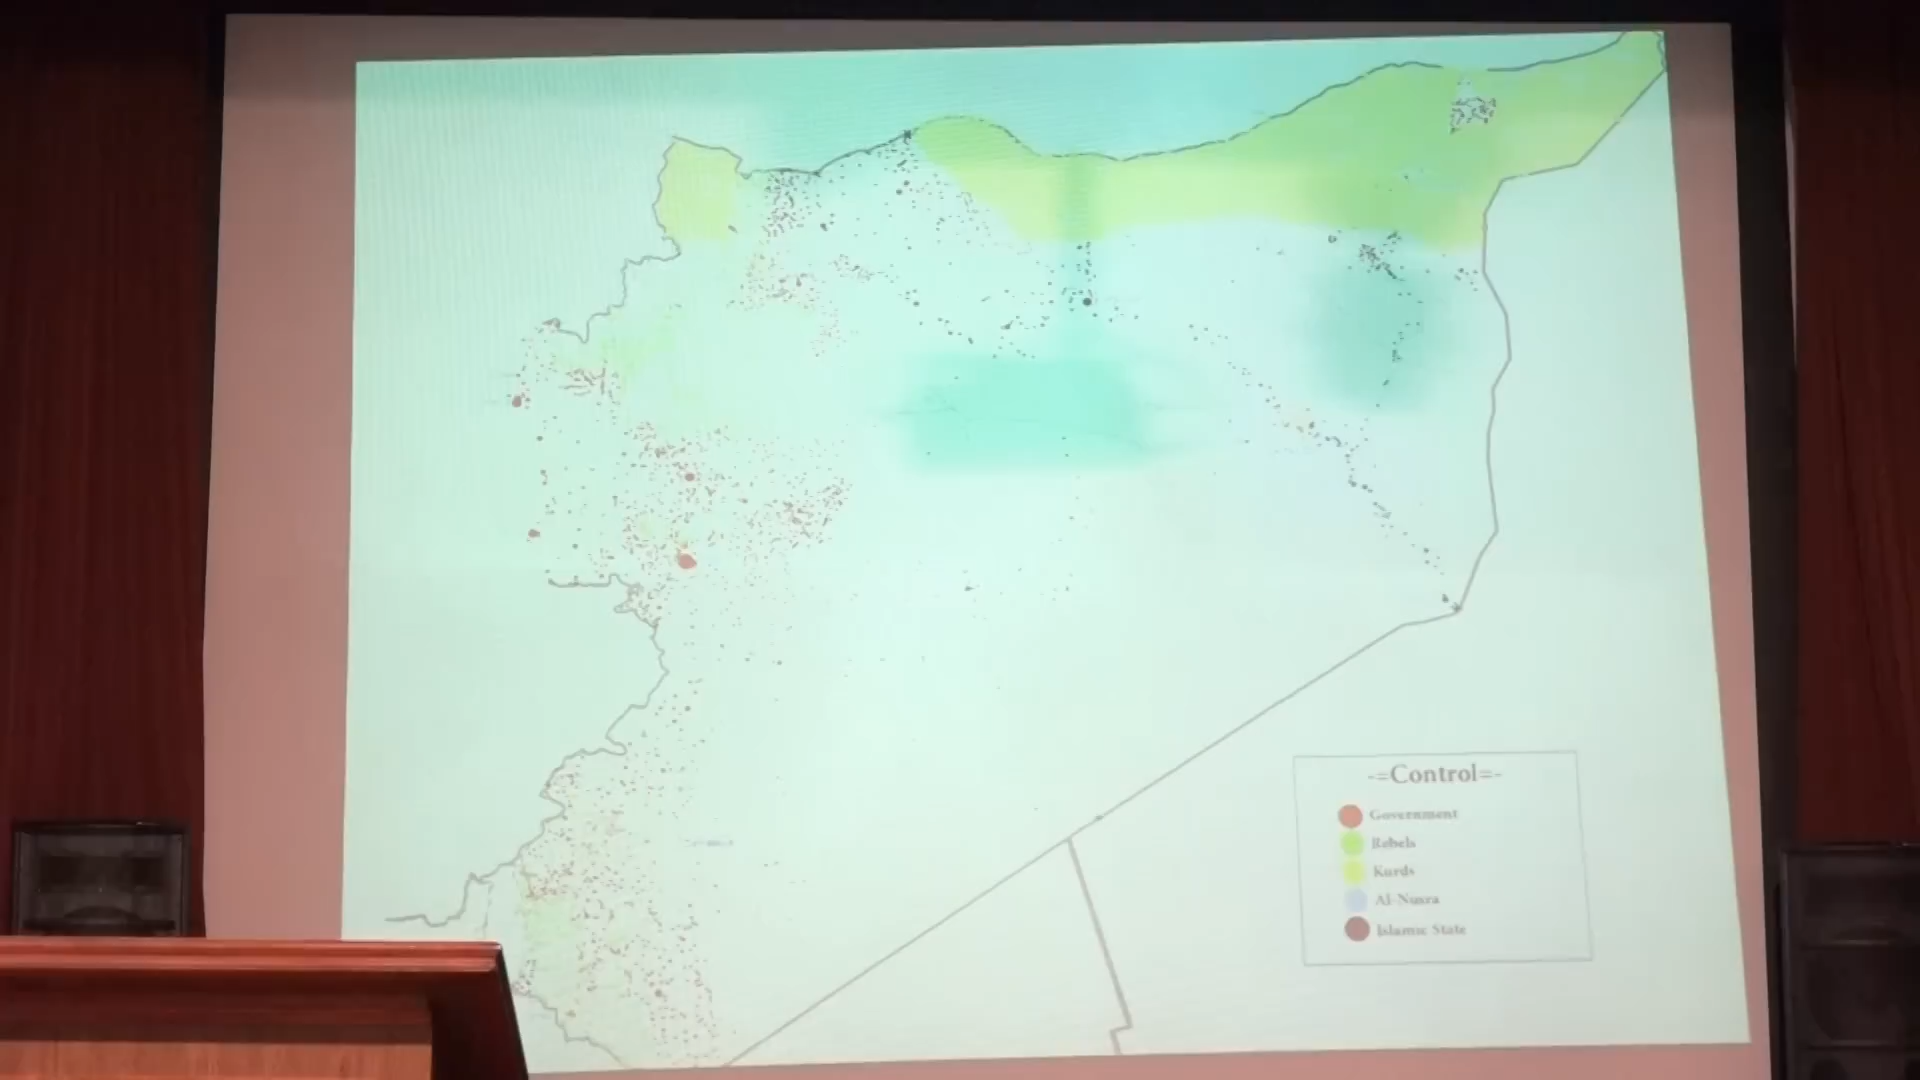 -=Control=-
Government
Rebels
Kurds
Al-Nusra
Islamic State